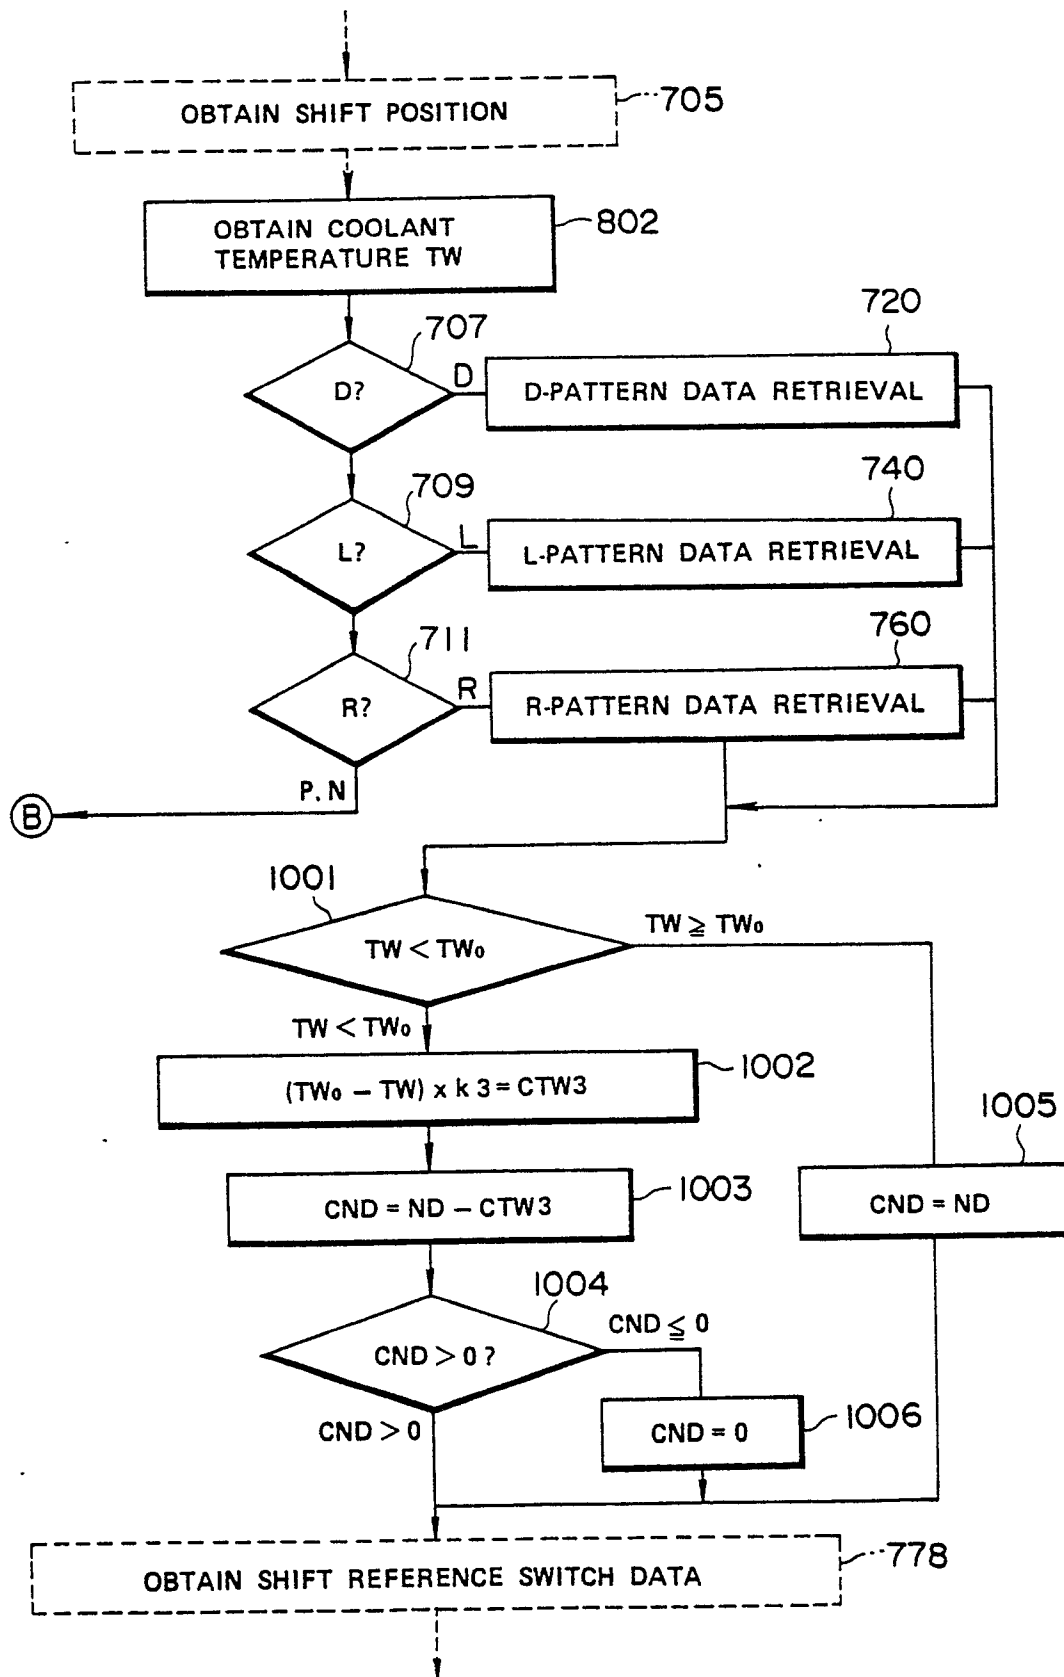 OBTAIN SHIFT POSITION
705
OBTAIN COOLANT
TEMPERATURE TW
802
707
D?
D
720
D-PATTERN DATA RETRIEVAL
709
L?
L
740
L-PATTERN DATA RETRIEVAL
711
R?
R
760
R-PATTERN DATA RETRIEVAL
P. N
B
1001
TW < TW₀
TW ≧ TW₀
TW < TW₀
(TW₀ – TW) x k 3 = CTW3
1002
CND = ND – CTW3
1003
1005
CND = ND
1004
CND > 0 ?
CND ≦ 0
CND > 0
CND = 0
1006
OBTAIN SHIFT REFERENCE SWITCH DATA
778